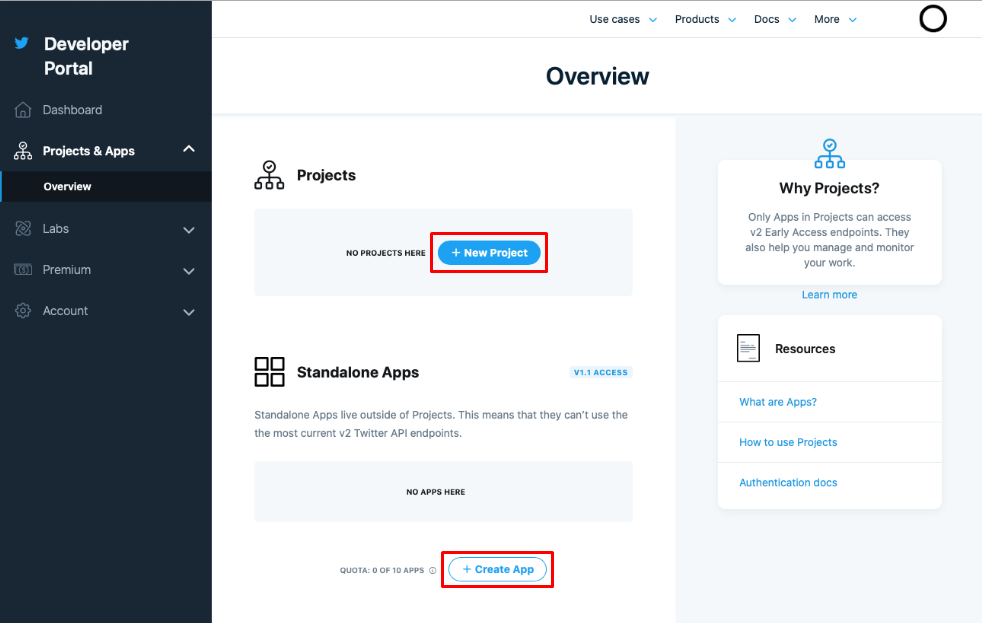 Developer
Portal
Dashboard
Projects & Apps
Overview
Labs
Premium
Account
Use cases
Products
Docs
More
Overview
Projects
NO PROJECTS HERE
+ New Project
Standalone Apps
V1.1 ACCESS
Standalone Apps live outside of Projects. This means that they can't use the
the most current v2 Twitter API endpoints.
NO APPS HERE
QUOTA: 0 OF 10 APPS
+ Create App
Why Projects?
Only Apps in Projects can access
v2 Early Access endpoints. They
also help you manage and monitor
your work.
Learn more
Resources
What are Apps?
How to use Projects
Authentication docs